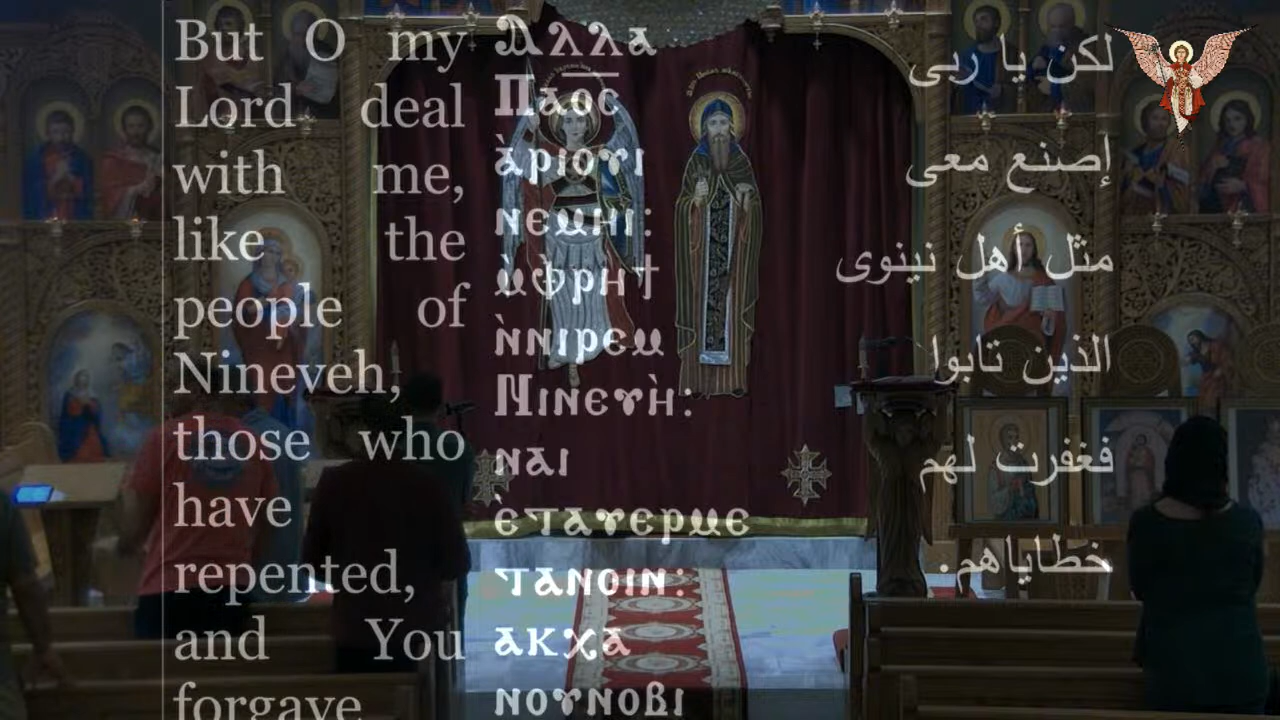 But O my
Lord deal
with me,
like the
people of
Nineveh,
those who
have
repented,
and You
forgave
Ⲁⲗⲗⲁ
Ⲡⲁⲟ̅ⲥ̅
ⲁ̀ⲣⲓⲟⲩⲓ
ⲛⲉⲙⲏⲓ:
ⲙ̀ⲫⲣⲏϯ
ⲛ̀ⲛⲓⲣⲉⲙ
Ⲛⲓⲛⲉⲩⲏ̀:
ⲛⲁⲓ
ⲉ̀ⲧⲁⲩⲉⲣⲙⲉ
ⲧⲁⲛⲟⲓⲛ:
ⲁⲕⲭⲁ
ⲛⲟⲩⲛⲟⲃⲓ
لكن يا ربى
إصنع معى
مثل أهل نينوى
الذين تابوا
فغفرت لهم
خطاياهم.